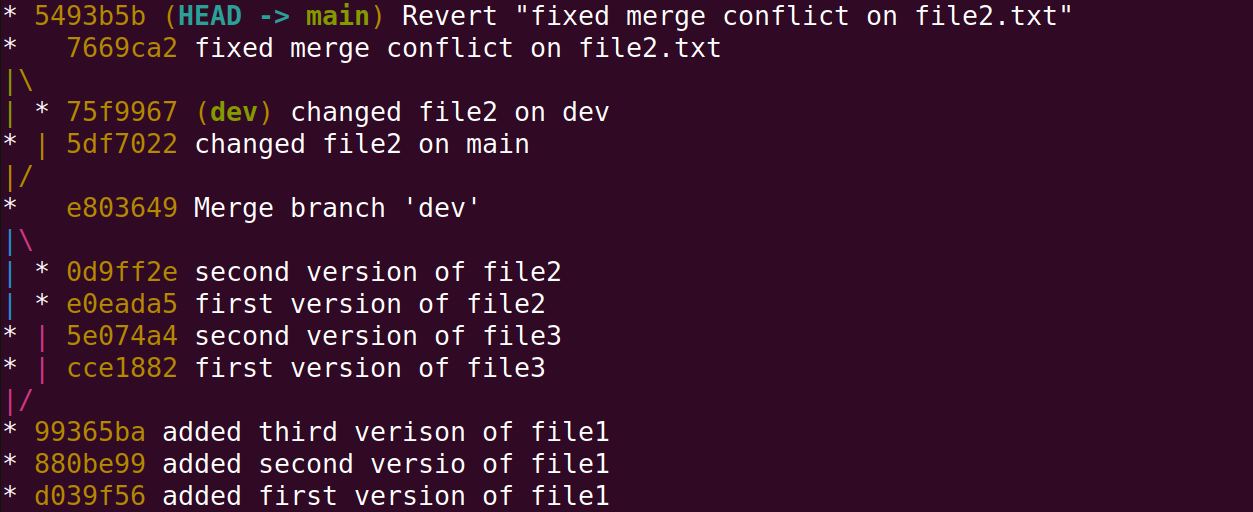 * 5493b5b (HEAD -> main) Revert "fixed merge conflict on file2.txt"
*   7669ca2 fixed merge conflict on file2.txt
|\
| * 75f9967 (dev) changed file2 on dev
* | 5df7022 changed file2 on main
|/
*   e803649 Merge branch 'dev'
|\
| * 0d9ff2e second version of file2
| * e0eada5 first version of file2
* | 5e074a4 second version of file3
* | cce1882 first version of file3
|/
* 99365ba added third verison of file1
* 880be99 added second versio of file1
* d039f56 added first version of file1